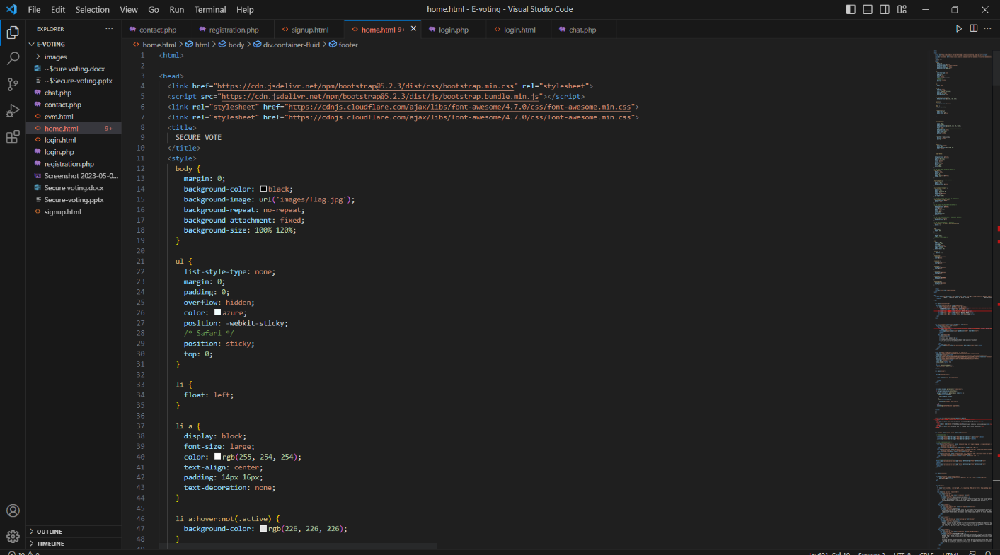 File Edit Selection View Go Run Terminal Help
home.html - E-voting - Visual Studio Code
EXPLORER
contact.php
registration.php
signup.html
home.html 9+
login.php
login.html
chat.php
E-VOTING
images
~$cure voting.docx
~$Secure-voting.pptx
chat.php
contact.php
evm.html
home.html 9+
login.html
login.php
registration.php
Screenshot 2023-05-0...
Secure voting.docx
Secure-voting.pptx
signup.html
OUTLINE
TIMELINE
home.html > html > body > div.container-fluid > footer
1 <html>
2
3 <head>
4 <link href="https://cdn.jsdelivr.net/npm/bootstrap@5.2.3/dist/css/bootstrap.min.css" rel="stylesheet">
5 <script src="https://cdn.jsdelivr.net/npm/bootstrap@5.2.3/dist/js/bootstrap.bundle.min.js"></script>
6 <link rel="stylesheet" href="https://cdnjs.cloudflare.com/ajax/libs/font-awesome/4.7.0/css/font-awesome.min.css">
7 <link rel="stylesheet" href="https://cdnjs.cloudflare.com/ajax/libs/font-awesome/4.7.0/css/font-awesome.min.css">
8 <title>
9 SECURE VOTE
10 </title>
11 <style>
12 body {
13 margin: 0;
14 background-color: black;
15 background-image: url('images/flag.jpg');
16 background-repeat: no-repeat;
17 background-attachment: fixed;
18 background-size: 100% 120%;
19 }
20
21 ul {
22 list-style-type: none;
23 margin: 0;
24 padding: 0;
25 overflow: hidden;
26 color: azure;
27 position: -webkit-sticky;
28 /* Safari */
29 position: sticky;
30 top: 0;
31 }
32
33 li {
34 float: left;
35 }
36
37 li a {
38 display: block;
39 font-size: large;
40 color: rgb(255, 254, 254);
41 text-align: center;
42 padding: 14px 16px;
43 text-decoration: none;
44 }
45
46 li a:hover:not(.active) {
47 background-color: rgb(226, 226, 226);
48 }
49